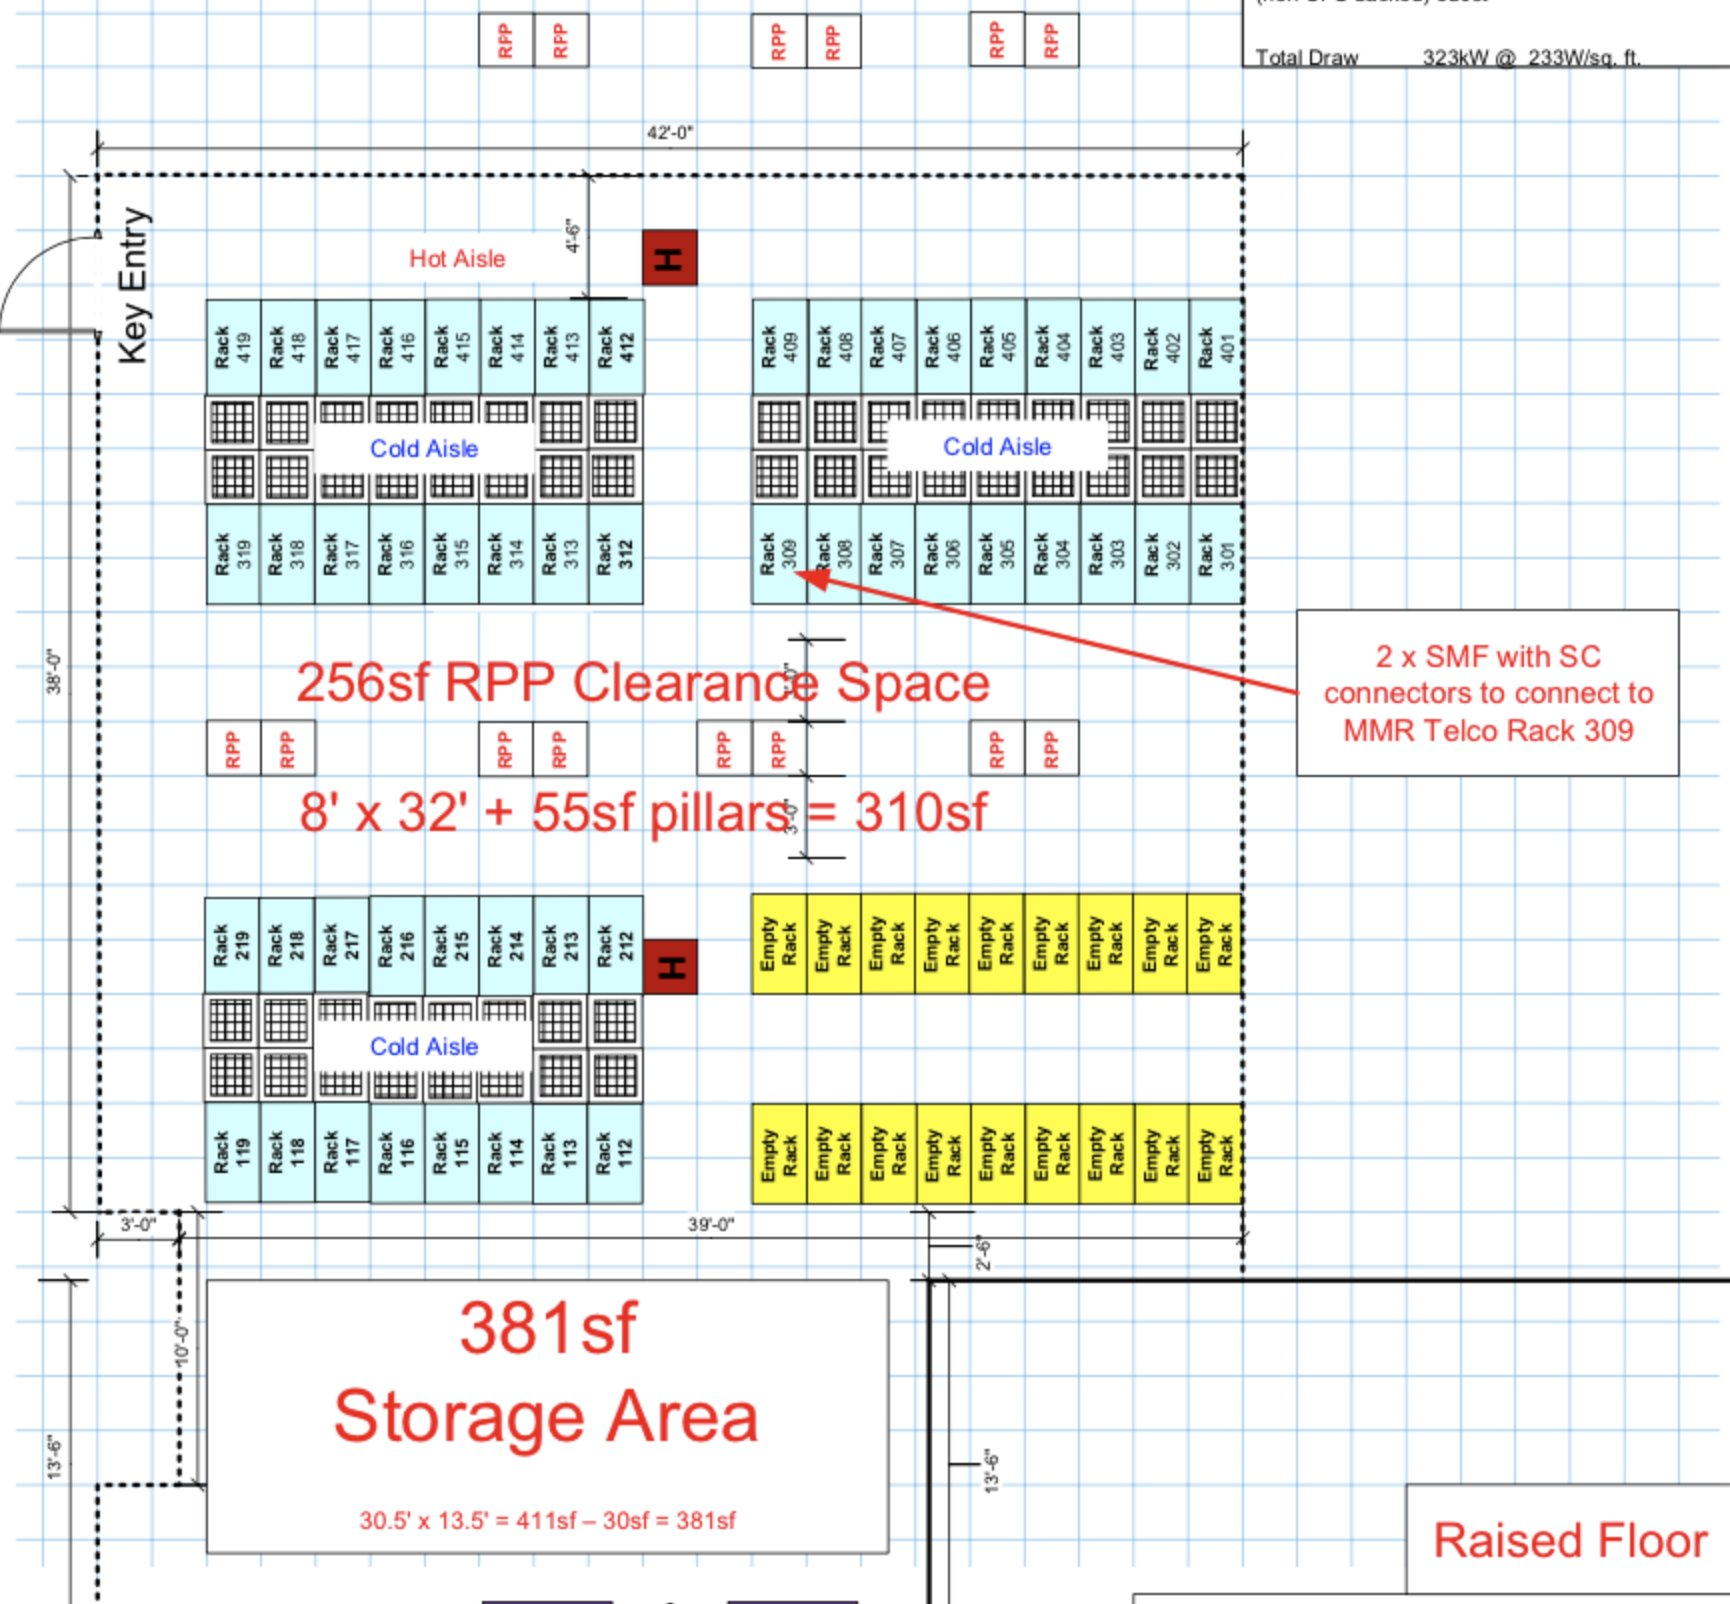 RPP RPP RPP RPP RPP RPP
Total Draw 323kW @ 233W/sq. ft.
42'-0"
Key Entry
Hot Aisle
4'-6"
H
Rack 419 Rack 418 Rack 417 Rack 416 Rack 415 Rack 414 Rack 413 Rack 412
Rack 409 Rack 408 Rack 407 Rack 406 Rack 405 Rack 404 Rack 403 Rack 402 Rack 401
Cold Aisle
Cold Aisle
Rack 319 Rack 318 Rack 317 Rack 316 Rack 315 Rack 314 Rack 313 Rack 312
Rack 309 Rack 308 Rack 307 Rack 306 Rack 305 Rack 304 Rack 303 Rack 302 Rack 301
38'-0"
2 x SMF with SC
connectors to connect to
MMR Telco Rack 309
256sf RPP Clearance Space
RPP RPP RPP RPP RPP RPP RPP RPP
8' x 32' + 55sf pillars = 310sf
3'-0"
Rack 219 Rack 218 Rack 217 Rack 216 Rack 215 Rack 214 Rack 213 Rack 212
H
Empty Rack Empty Rack Empty Rack Empty Rack Empty Rack Empty Rack Empty Rack Empty Rack Empty Rack
Cold Aisle
Rack 119 Rack 118 Rack 117 Rack 116 Rack 115 Rack 114 Rack 113 Rack 112
Empty Rack Empty Rack Empty Rack Empty Rack Empty Rack Empty Rack Empty Rack Empty Rack Empty Rack
3'-0"
39'-0"
2'-6"
10'-0"
13'-6"
381sf
Storage Area
30.5' x 13.5' = 411sf – 30sf = 381sf
13'-6"
Raised Floor